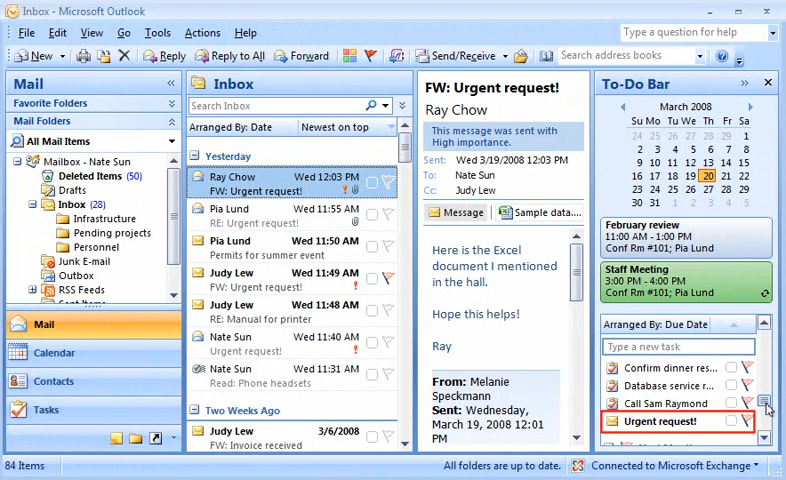 Inbox - Microsoft Outlook
File Edit View Go Tools Actions Help
Type a question for help
New Reply Reply to All Forward Send/Receive Search address books
Mail
Favorite Folders
Mail Folders
All Mail Items
Mailbox - Nate Sun
Deleted Items (50)
Drafts
Inbox (28)
Infrastructure
Pending projects
Personnel
Junk E-mail
Outbox
RSS Feeds
Sent Items
Mail
Calendar
Contacts
Tasks
Inbox
Search Inbox
Arranged By: Date Newest on top
Yesterday
Ray Chow Wed 12:03 PM
FW: Urgent request!
Pia Lund Wed 11:55 AM
RE: Urgent request!
Pia Lund Wed 11:50 AM
Permits for summer event
Judy Lew Wed 11:49 AM
FW: Urgent request!
Judy Lew Wed 11:48 AM
RE: Manual for printer
Nate Sun Wed 11:40 AM
Urgent request!
Nate Sun Wed 11:31 AM
Read: Phone headsets
Two Weeks Ago
Judy Lew 3/6/2008
FW: Invoice received
FW: Urgent request!
Ray Chow
This message was sent with
High importance.
Sent: Wed 3/19/2008 12:03 PM
To: Nate Sun
Cc: Judy Lew
Message Sample data....
Here is the Excel
document I mentioned
in the hall.
Hope this helps!
Ray
From: Melanie
Speckmann
Sent: Wednesday,
March 19, 2008 12:01
PM
To-Do Bar
March 2008
Su Mo Tu We Th Fr Sa
24 25 26 27 28 29 1
2 3 4 5 6 7 8
9 10 11 12 13 14 15
16 17 18 19 20 21 22
23 24 25 26 27 28 29
30 31 1 2 3 4 5
February review
11:00 AM - 1:00 PM
Conf Rm #101; Pia Lund
Staff Meeting
3:00 PM - 4:00 PM
Conf Rm #101; Pia Lund
Arranged By: Due Date
Type a new task
Confirm dinner res...
Database service r...
Call Sam Raymond
Urgent request!
84 Items
All folders are up to date.
Connected to Microsoft Exchange